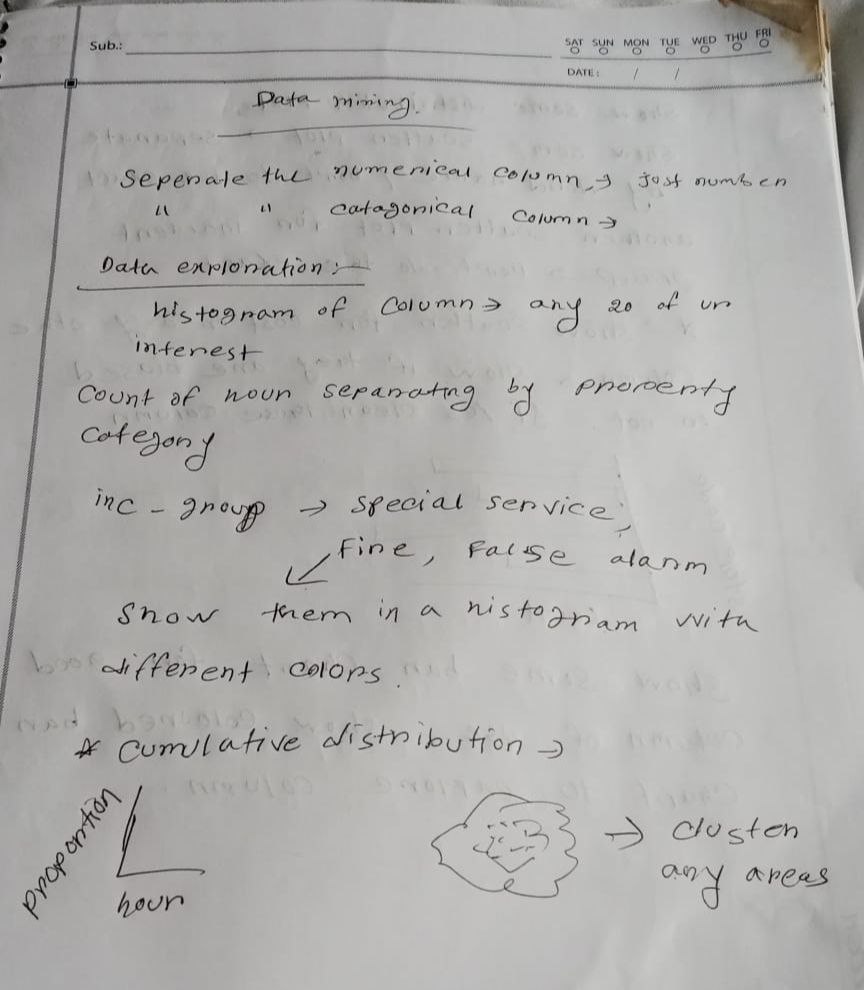 Sub.:
SAT SUN MON TUE WED THU FRI
DATE: / /
Data mining.
Seperate the numerical column, → just number
" " catagorical column →
Data exploration :-
histogram of column → any 20 of ur
interest
Count of hour separating by property
category
inc - group → special service,
Fire, False alarm
Show them in a histogram with
different colors.
* Cumulative distribution →
Proportion
hour
→ cluster
any areas